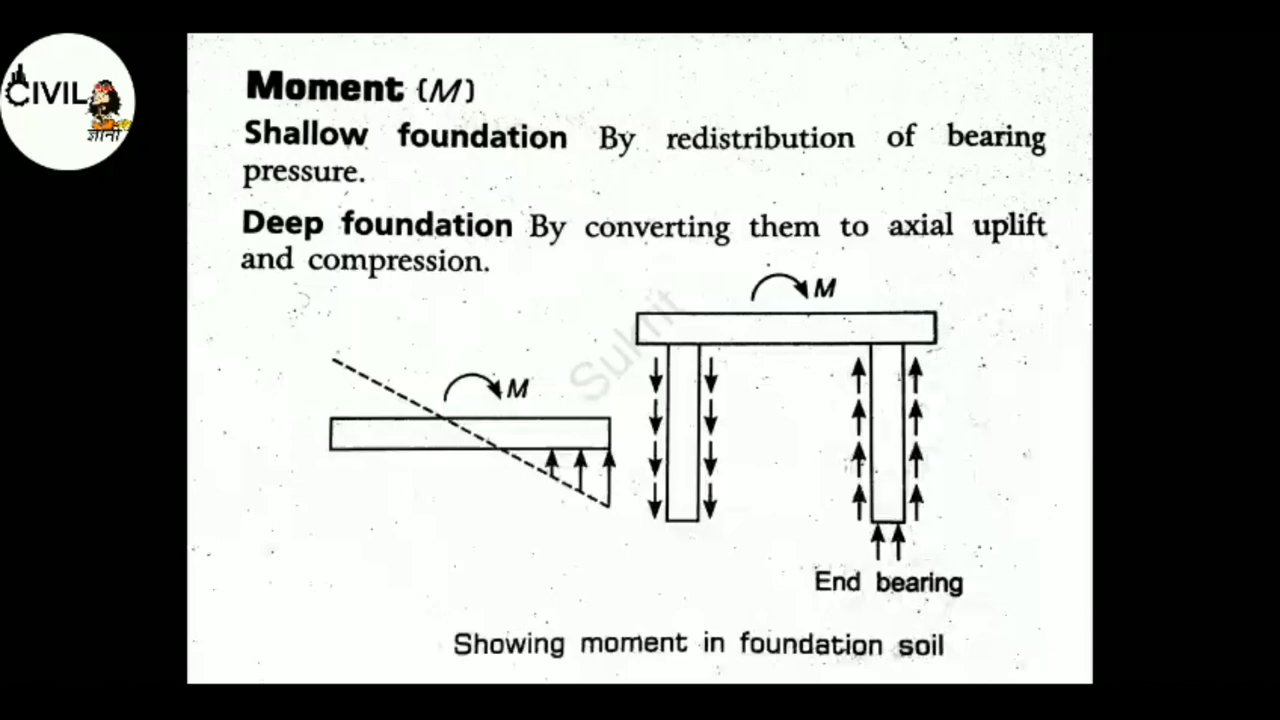 CIVIL
ज्ञानी
Moment (M)
Shallow foundation By redistribution of bearing
pressure.
Deep foundation By converting them to axial uplift
and compression.
M
M
Sukrit
End bearing
Showing moment in foundation soil